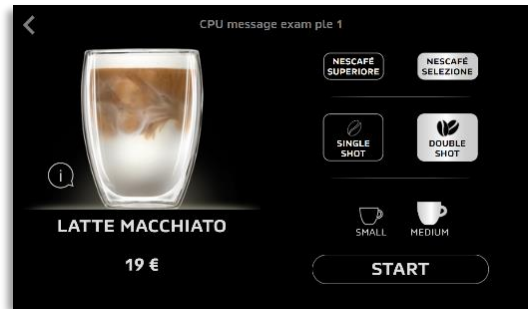 CPU message exam ple 1
NESCAFÉ
SUPERIORE
NESCAFÉ
SELEZIONE
SINGLE
SHOT
DOUBLE
SHOT
i
LATTE MACCHIATO
SMALL
MEDIUM
19 €
START